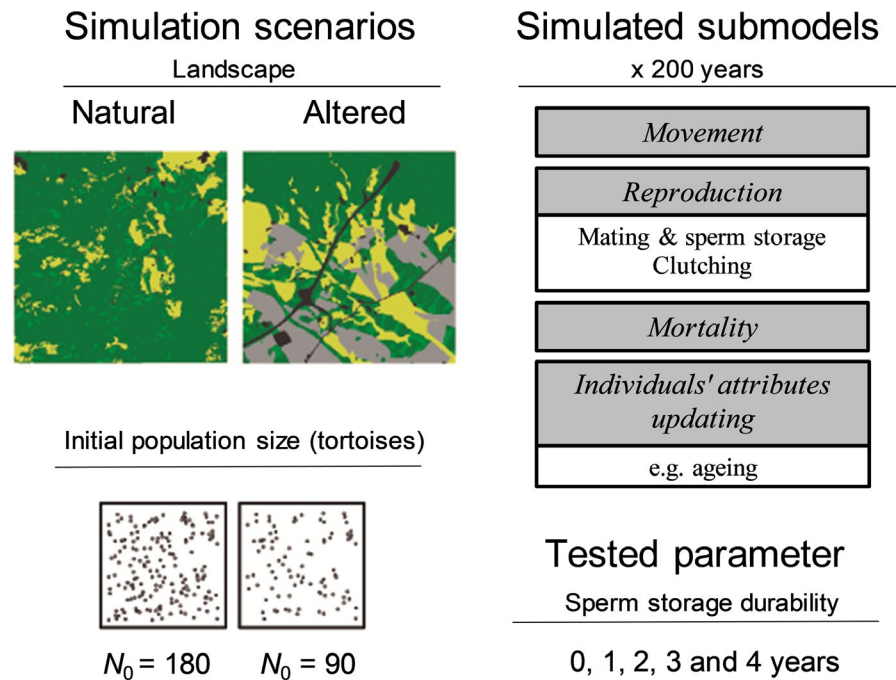 Simulation scenarios
Landscape
Natural
Altered
Initial population size (tortoises)
N0 = 180
N0 = 90
Simulated submodels
x 200 years
Movement
Reproduction
Mating & sperm storage
Clutching
Mortality
Individuals' attributes
updating
e.g. ageing
Tested parameter
Sperm storage durability
0, 1, 2, 3 and 4 years